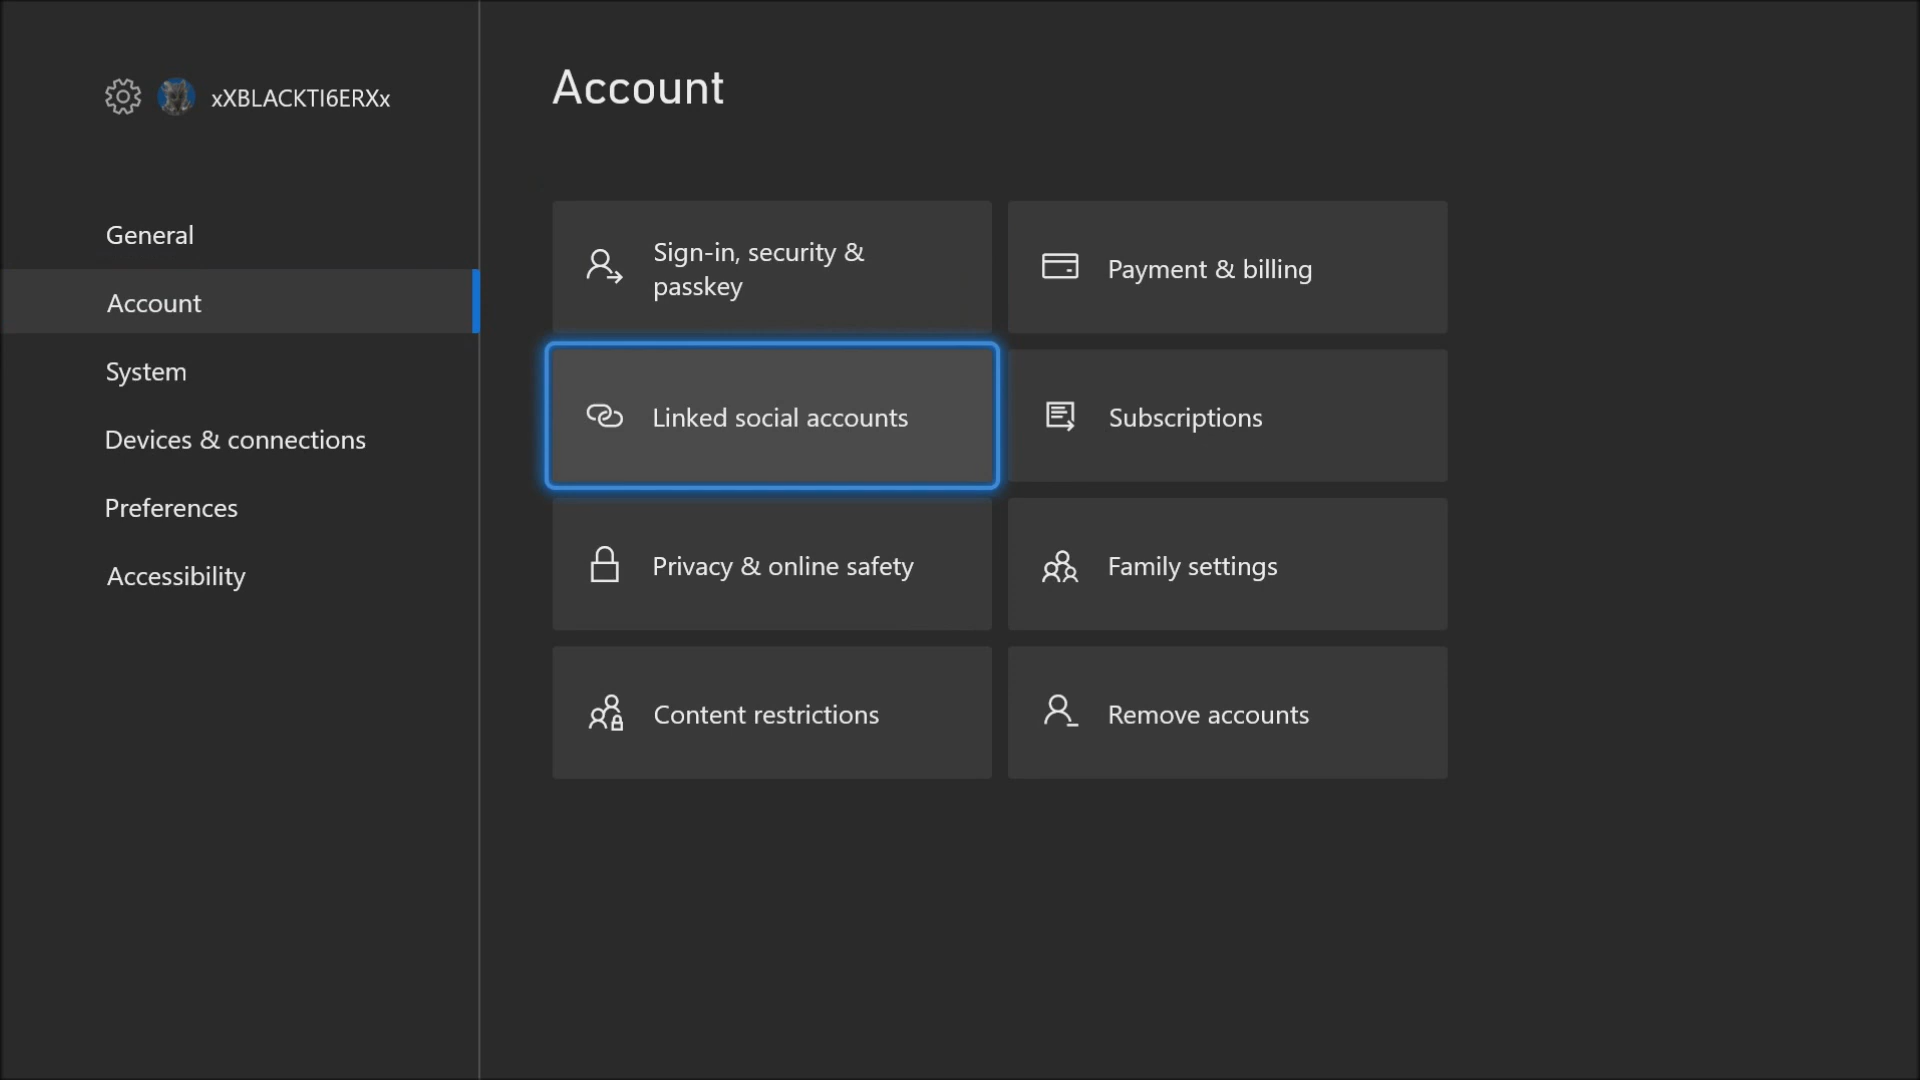 xXBLACKTI6ERXx
General
Account
System
Devices & connections
Preferences
Accessibility
Account
Sign-in, security &
passkey
Payment & billing
Linked social accounts
Subscriptions
Privacy & online safety
Family settings
Content restrictions
Remove accounts